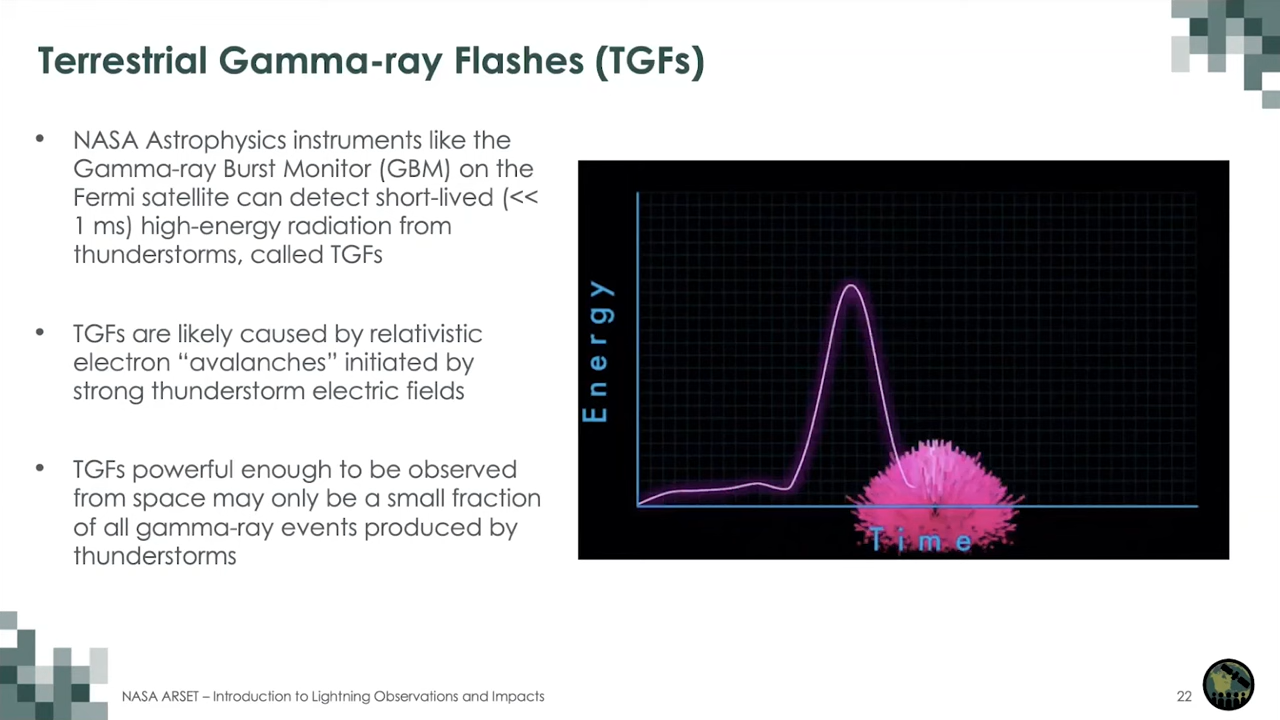 Terrestrial Gamma-ray Flashes (TGFs)
• NASA Astrophysics instruments like the
Gamma-ray Burst Monitor (GBM) on the
Fermi satellite can detect short-lived (<<
1 ms) high-energy radiation from
thunderstorms, called TGFs
• TGFs are likely caused by relativistic
electron “avalanches” initiated by
strong thunderstorm electric fields
• TGFs powerful enough to be observed
from space may only be a small fraction
of all gamma-ray events produced by
thunderstorms
Energy
Time
NASA ARSET – Introduction to Lightning Observations and Impacts
22